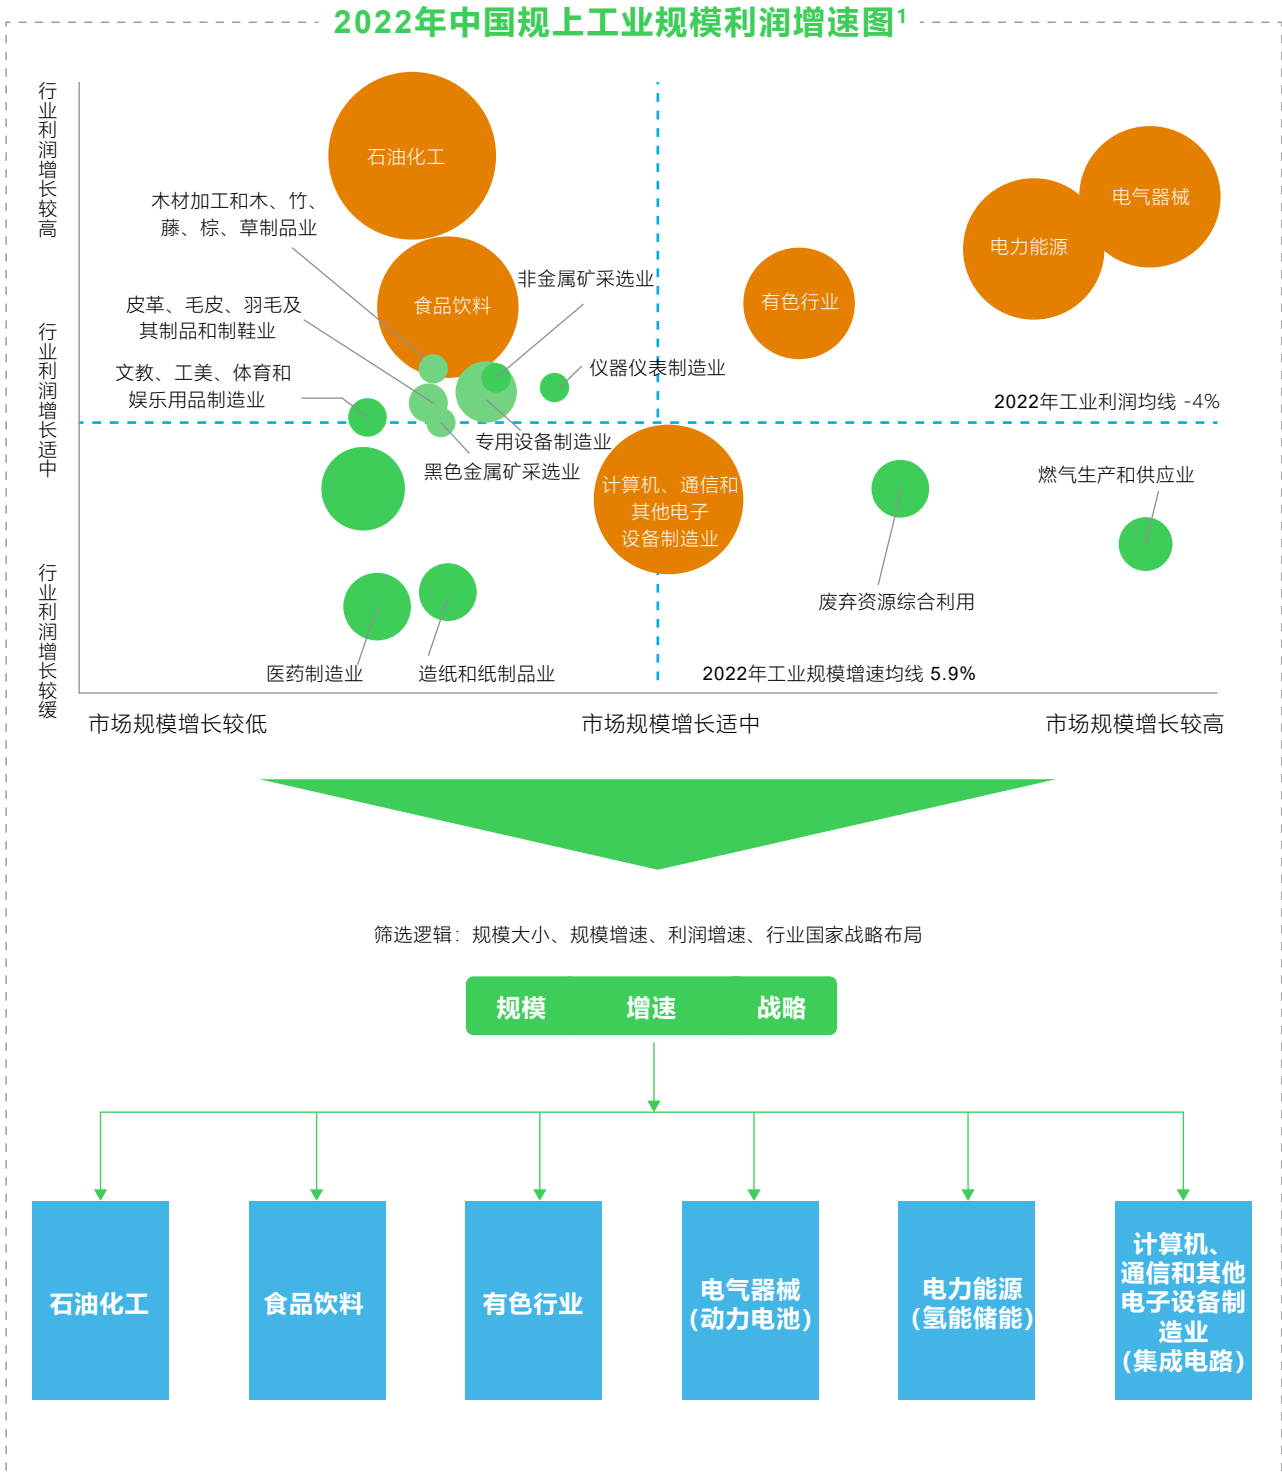 2022年中国规上工业规模利润增速图1
行业利润增长较高
石油化工
木材加工和木、竹、
藤、棕、草制品业
电气器械
电力能源
非金属矿采选业
食品饮料
有色行业
皮革、毛皮、羽毛及
其制品和制鞋业
行业利润增长适中
文教、工美、体育和
娱乐用品制造业
仪器仪表制造业
2022年工业利润均线 -4%
专用设备制造业
黑色金属矿采选业
计算机、通信和
其他电子
设备制造业
燃气生产和供应业
废弃资源综合利用
行业利润增长较缓
医药制造业
造纸和纸制品业
2022年工业规模增速均线 5.9%
市场规模增长较低
市场规模增长适中
市场规模增长较高
筛选逻辑：规模大小、规模增速、利润增速、行业国家战略布局
规模
增速
战略
石油化工
食品饮料
有色行业
电气器械
(动力电池)
电力能源
(氢能储能)
计算机、
通信和其他
电子设备制
造业
(集成电路)